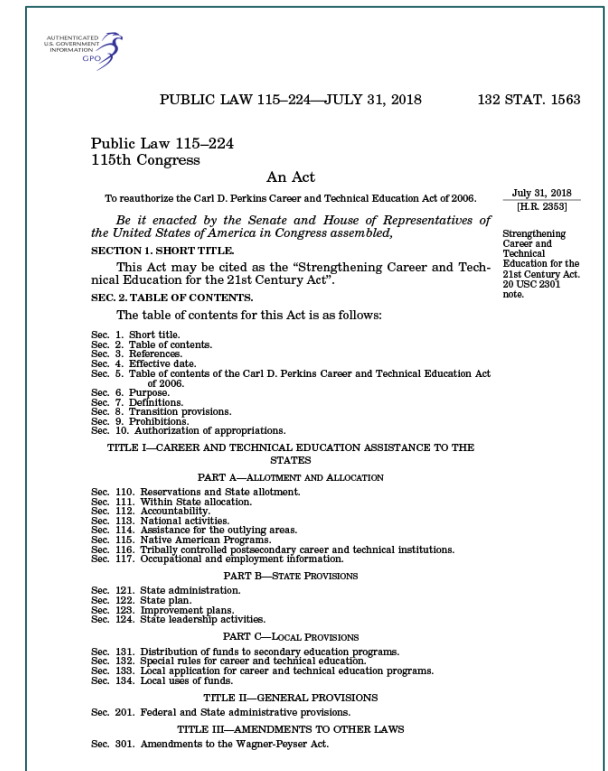 AUTHENTICATED
U.S. GOVERNMENT
INFORMATION
GPO
PUBLIC LAW 115–224—JULY 31, 2018 132 STAT. 1563
Public Law 115–224
115th Congress
An Act
To reauthorize the Carl D. Perkins Career and Technical Education Act of 2006.
July 31, 2018
[H.R. 2353]
Be it enacted by the Senate and House of Representatives of
the United States of America in Congress assembled,
Strengthening
Career and
Technical
Education for the
21st Century Act.
20 USC 2301
note.
SECTION 1. SHORT TITLE.
This Act may be cited as the “Strengthening Career and Tech-
nical Education for the 21st Century Act”.
SEC. 2. TABLE OF CONTENTS.
The table of contents for this Act is as follows:
Sec. 1. Short title.
Sec. 2. Table of contents.
Sec. 3. References.
Sec. 4. Effective date.
Sec. 5. Table of contents of the Carl D. Perkins Career and Technical Education Act
of 2006.
Sec. 6. Purpose.
Sec. 7. Definitions.
Sec. 8. Transition provisions.
Sec. 9. Prohibitions.
Sec. 10. Authorization of appropriations.
TITLE I—CAREER AND TECHNICAL EDUCATION ASSISTANCE TO THE
STATES
PART A—ALLOTMENT AND ALLOCATION
Sec. 110. Reservations and State allotment.
Sec. 111. Within State allocation.
Sec. 112. Accountability.
Sec. 113. National activities.
Sec. 114. Assistance for the outlying areas.
Sec. 115. Native American Programs.
Sec. 116. Tribally controlled postsecondary career and technical institutions.
Sec. 117. Occupational and employment information.
PART B—STATE PROVISIONS
Sec. 121. State administration.
Sec. 122. State plan.
Sec. 123. Improvement plans.
Sec. 124. State leadership activities.
PART C—LOCAL PROVISIONS
Sec. 131. Distribution of funds to secondary education programs.
Sec. 132. Special rules for career and technical education.
Sec. 133. Local application for career and technical education programs.
Sec. 134. Local uses of funds.
TITLE II—GENERAL PROVISIONS
Sec. 201. Federal and State administrative provisions.
TITLE III—AMENDMENTS TO OTHER LAWS
Sec. 301. Amendments to the Wagner-Peyser Act.